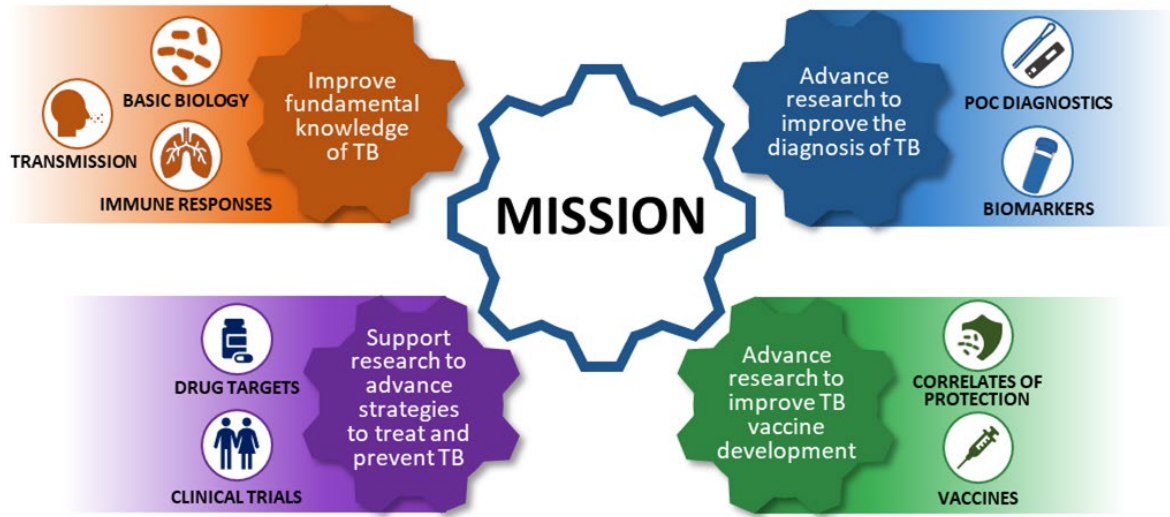 BASIC BIOLOGY
TRANSMISSION
IMMUNE RESPONSES
Improve
fundamental
knowledge
of TB
MISSION
Advance
research to
improve the
diagnosis of TB
POC DIAGNOSTICS
BIOMARKERS
DRUG TARGETS
CLINICAL TRIALS
Support
research to
advance
strategies
to treat and
prevent TB
Advance
research to
improve TB
vaccine
development
CORRELATES OF
PROTECTION
VACCINES